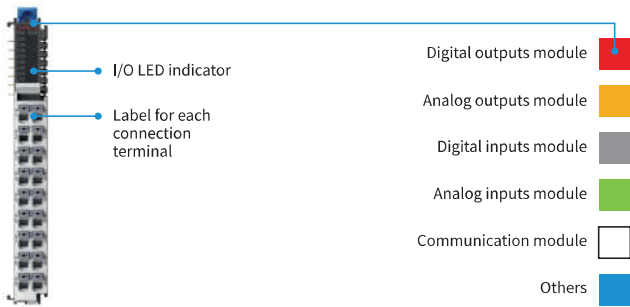 I/O LED indicator
Label for each
connection
terminal
Digital outputs module
Analog outputs module
Digital inputs module
Analog inputs module
Communication module
Others